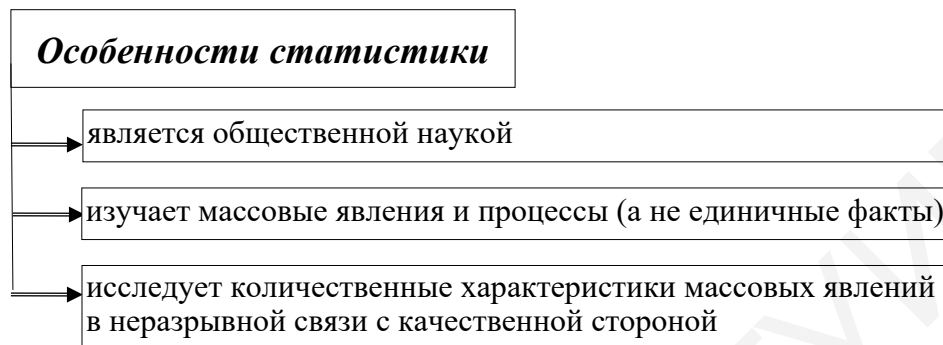 Особенности статистики
является общественной наукой
изучает массовые явления и процессы (а не единичные факты)
исследует количественные характеристики массовых явлений
в неразрывной связи с качественной стороной